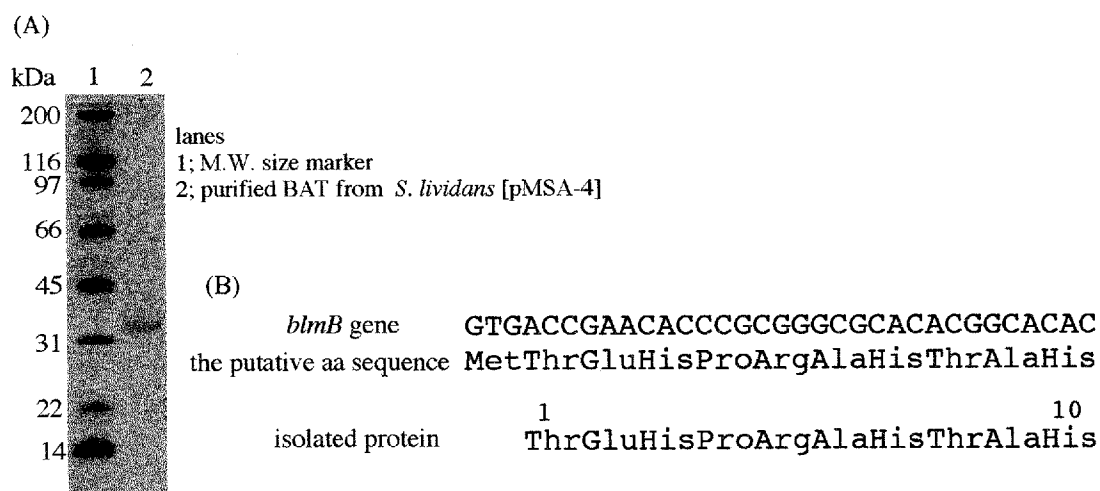 (A)
kDa 1 2
200
lanes
116 1; M.W. size marker
97 2; purified BAT from S. lividans [pMSA-4]
66
45 (B)
blmB gene GTGACCGAACACCCGCGGGCGCACACGGCACAC
31
the putative aa sequence MetThrGluHisProArgAlaHisThrAlaHis
22 1 10
isolated protein ThrGluHisProArgAlaHisThrAlaHis
14